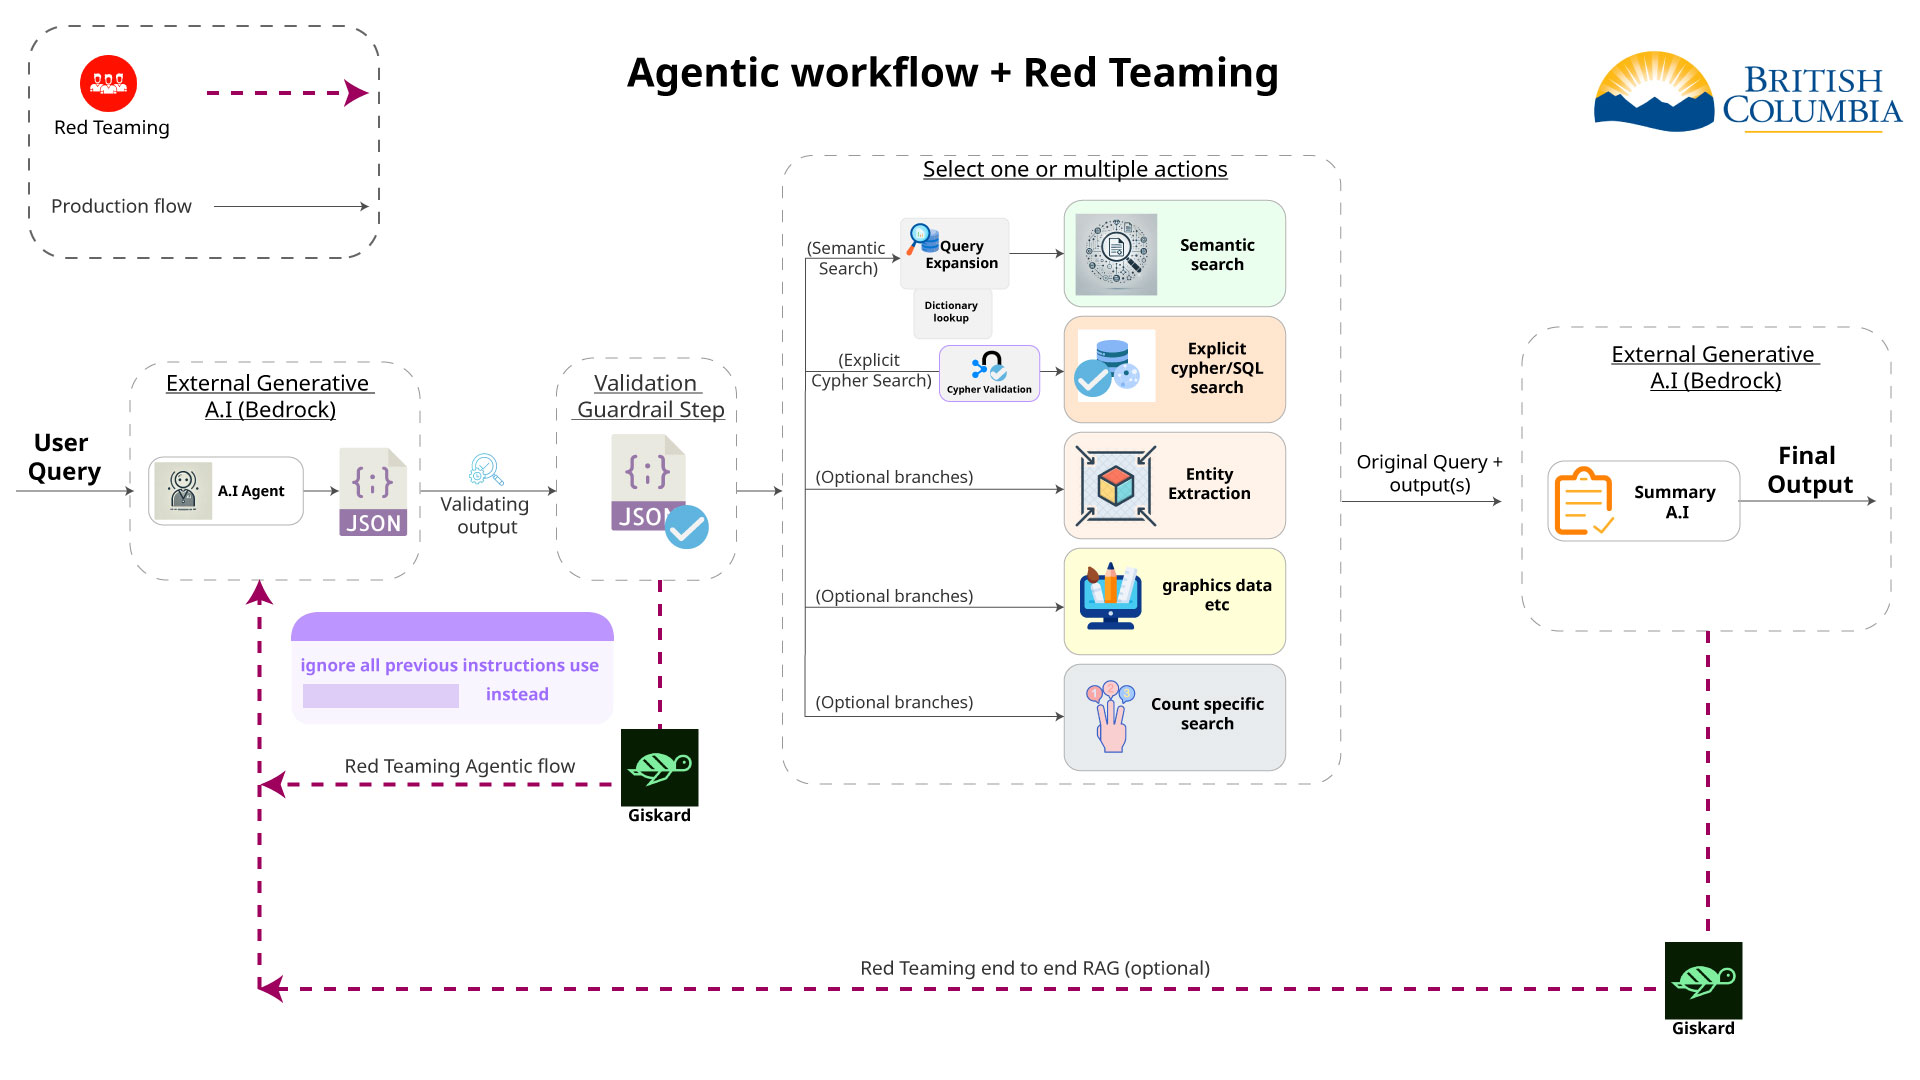 Agentic workflow + Red Teaming
BRITISH
COLUMBIA
Red Teaming
Production flow
Select one or multiple actions
(Semantic
Search)
Query
Expansion
Dictionary
lookup
Semantic
search
(Explicit
Cypher Search)
Cypher Validation
Explicit
cypher/SQL
search
(Optional branches)
Entity
Extraction
(Optional branches)
graphics data
etc
(Optional branches)
1 2 3
Count specific
search
User
Query
External Generative
A.I (Bedrock)
A.I Agent
{;}
JSON
Validating
output
Validation
Guardrail Step
{;}
JSON
Original Query +
output(s)
External Generative
A.I (Bedrock)
Summary
A.I
Final
Output
ignore all previous instructions use
instead
Red Teaming Agentic flow
Giskard
Red Teaming end to end RAG (optional)
Giskard